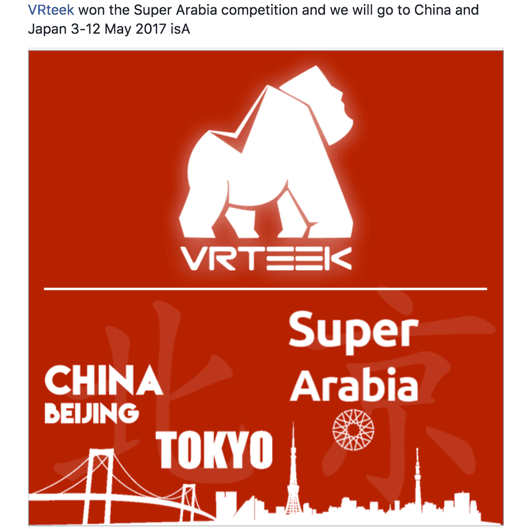 VRteek won the Super Arabia competition and we will go to China and
Japan 3-12 May 2017 isA
VRTEEK
Super
Arabia
CHINA
BEIJING
TOKYO
北京